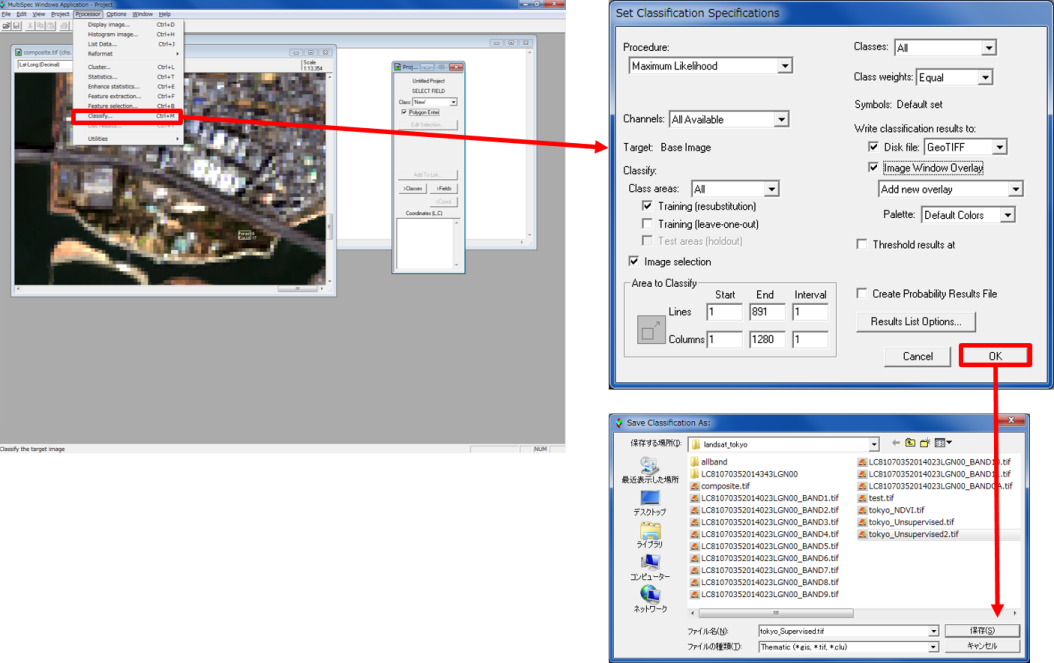 MultiSpec Windows Application - Project
File Edit View Project Processor Options Window Help
Display image... Ctrl+D
Histogram image... Ctrl+H
List Data... Ctrl+J
Reformat
Cluster... Ctrl+L
Statistics... Ctrl+T
Enhance statistics... Ctrl+E
Feature extraction... Ctrl+F
Feature selection... Ctrl+B
Classify... Ctrl+M
Utilities
composite.tif
Lat-Long (Decimal)
Scale
1:13,354
Proj...
Untitled Project
SELECT FIELD
Class 'New'
Polygon Enter
Edit Selection...
Add To List...
>Classes >Fields
Coordinates (L,C)
Classify the target image
NUM
Set Classification Specifications
Procedure:
Maximum Likelihood
Channels: All Available
Target: Base Image
Classify:
Class areas: All
Training (resubstitution)
Training (leave-one-out)
Test areas (holdout)
Image selection
Area to Classify
Start End Interval
Lines 1 891 1
Columns 1 1280 1
Classes: All
Class weights: Equal
Symbols: Default set
Write classification results to:
Disk file: GeoTIFF
Image Window Overlay
Add new overlay
Palette: Default Colors
Threshold results at
Create Probability Results File
Results List Options...
Cancel OK
Save Classification As:
保存する場所(I): landsat_tokyo
最近表示した場所
デスクトップ
ライブラリ
コンピューター
ネットワーク
allband
LC81070352014343LGN00
composite.tif
LC81070352014023LGN00_BAND1.tif
LC81070352014023LGN00_BAND2.tif
LC81070352014023LGN00_BAND3.tif
LC81070352014023LGN00_BAND4.tif
LC81070352014023LGN00_BAND5.tif
LC81070352014023LGN00_BAND6.tif
LC81070352014023LGN00_BAND7.tif
LC81070352014023LGN00_BAND8.tif
LC81070352014023LGN00_BAND9.tif
LC81070352014023LGN00_BAND10.tif
LC81070352014023LGN00_BAND11.tif
LC81070352014023LGN00_BANDQA.tif
test.tif
tokyo_NDVI.tif
tokyo_Unsupervised.tif
tokyo_Unsupervised2.tif
ファイル名(N): tokyo_Supervised.tif 保存(S)
ファイルの種類(T): Thematic (*.gis, *.tif, *.clu) キャンセル